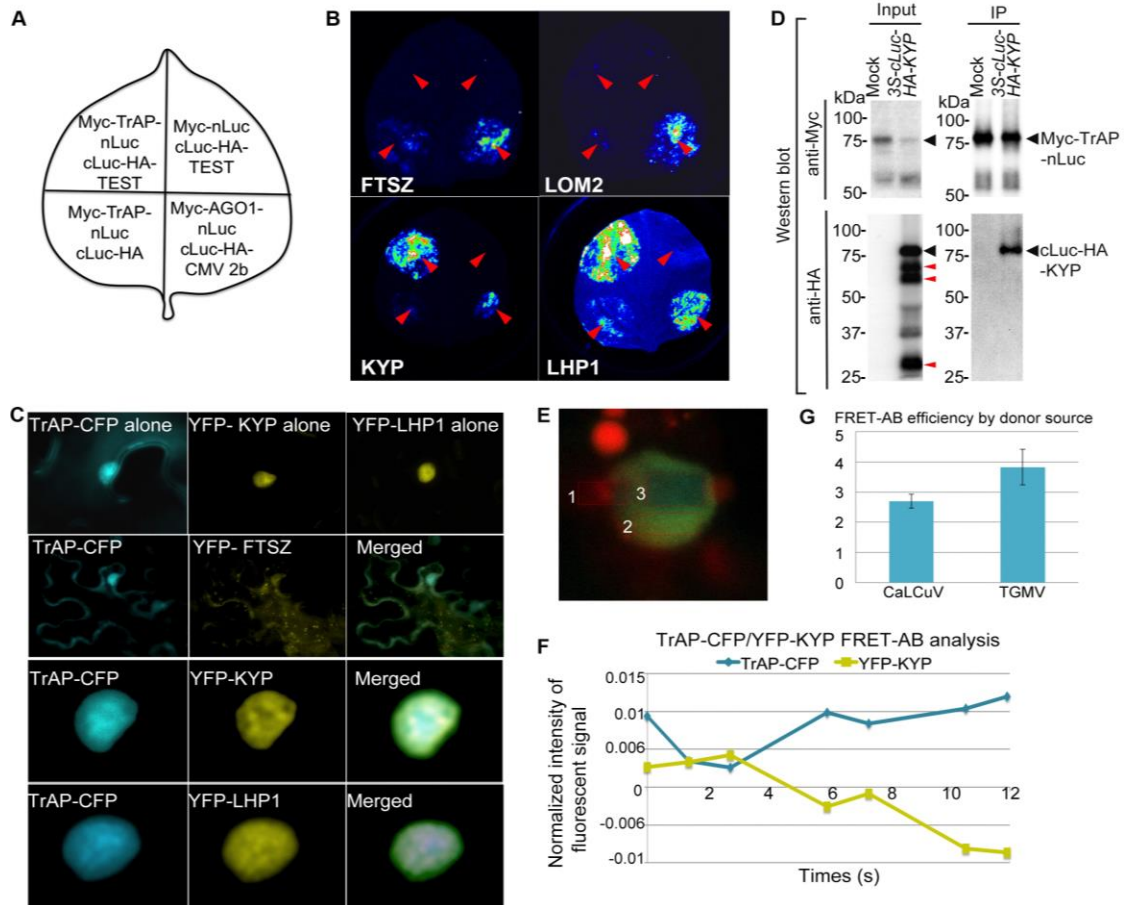 A
Myc-TrAP-
nLuc
cLuc-HA-
TEST
Myc-nLuc
cLuc-HA-
TEST
Myc-TrAP-
nLuc
cLuc-HA
Myc-AGO1-
nLuc
cLuc-HA-
CMV 2b
B
FTSZ
LOM2
KYP
LHP1
C
TrAP-CFP alone
YFP- KYP alone
YFP-LHP1 alone
TrAP-CFP
YFP- FTSZ
Merged
TrAP-CFP
YFP-KYP
Merged
TrAP-CFP
YFP-LHP1
Merged
D
Input
IP
Mock
3S-cLuc-
HA-KYP
Mock
3S-cLuc-
HA-KYP
Western blot
anti-Myc
kDa
100-
75-
50-
kDa
100-
75-
50-
Myc-TrAP
-nLuc
anti-HA
100-
75-
50-
37-
25-
100-
75-
50-
37-
25-
cLuc-HA
-KYP
E
1
3
2
G
FRET-AB efficiency by donor source
5
4
3
2
1
0
CaLCuV
TGMV
F
TrAP-CFP/YFP-KYP FRET-AB analysis
TrAP-CFP
YFP-KYP
Normalized intensity of
fluorescent signal
0.015
0.01
0.006
0
-0.006
-0.01
2
4
6
8
10
12
Times (s)